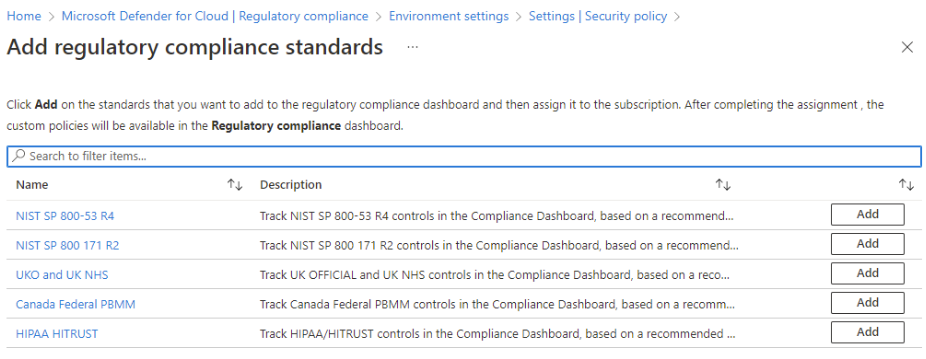 Home > Microsoft Defender for Cloud | Regulatory compliance > Environment settings > Settings | Security policy >
Add regulatory compliance standards ...
Click Add on the standards that you want to add to the regulatory compliance dashboard and then assign it to the subscription. After completing the assignment , the
custom policies will be available in the Regulatory compliance dashboard.
Search to filter items...
Name Description
NIST SP 800-53 R4 Track NIST SP 800-53 R4 controls in the Compliance Dashboard, based on a recommend... Add
NIST SP 800 171 R2 Track NIST SP 800 171 R2 controls in the Compliance Dashboard, based on a recommend... Add
UKO and UK NHS Track UK OFFICIAL and UK NHS controls in the Compliance Dashboard, based on a reco... Add
Canada Federal PBMM Track Canada Federal PBMM controls in the Compliance Dashboard, based on a recomm... Add
HIPAA HITRUST Track HIPAA/HITRUST controls in the Compliance Dashboard, based on a recommended ... Add